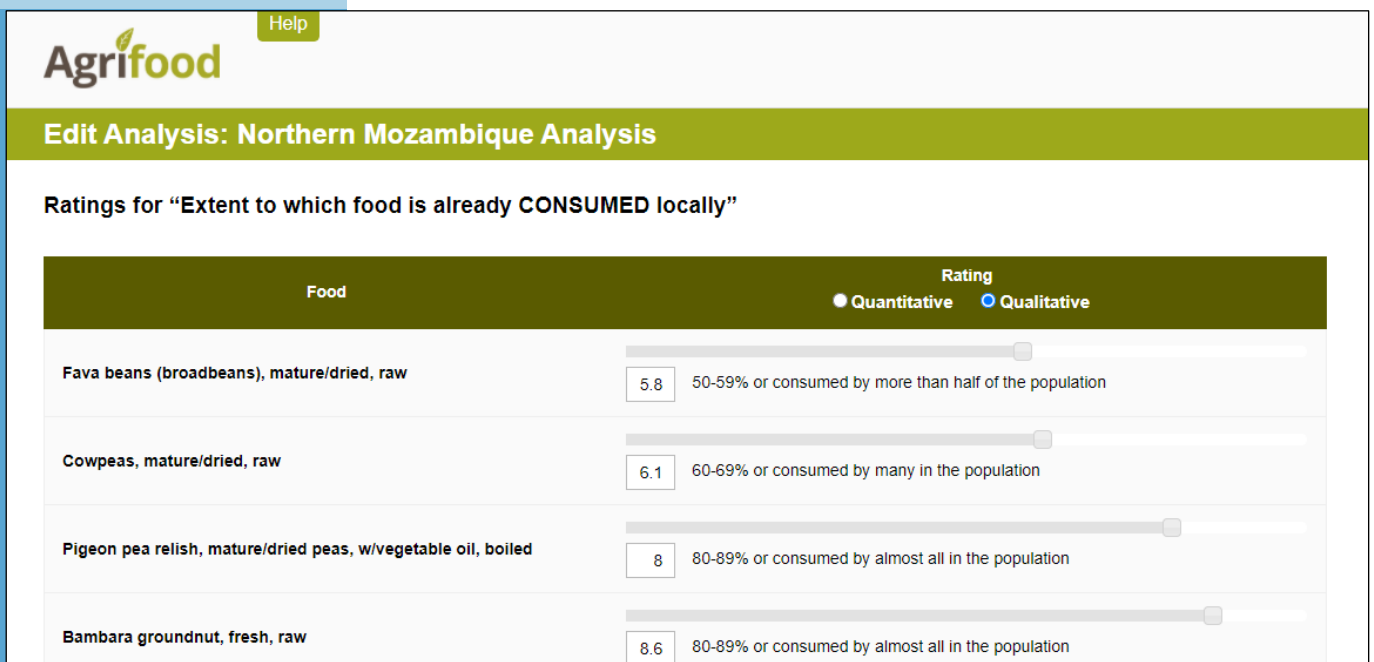 Help
Agrifood
Edit Analysis: Northern Mozambique Analysis
Ratings for “Extent to which food is already CONSUMED locally”
Food
Rating
Quantitative Qualitative
Fava beans (broadbeans), mature/dried, raw
5.8 50-59% or consumed by more than half of the population
Cowpeas, mature/dried, raw
6.1 60-69% or consumed by many in the population
Pigeon pea relish, mature/dried peas, w/vegetable oil, boiled
8 80-89% or consumed by almost all in the population
Bambara groundnut, fresh, raw
8.6 80-89% or consumed by almost all in the population